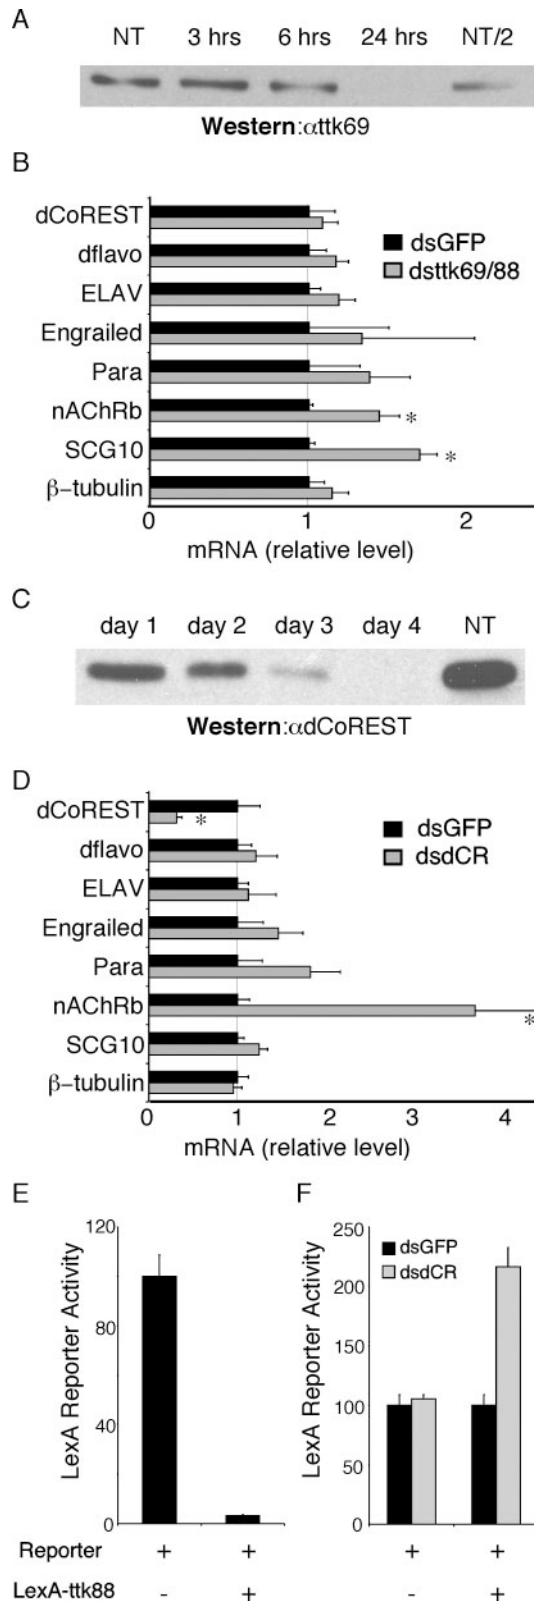 A
NT 3 hrs 6 hrs 24 hrs NT/2
Western:αttk69
B
dCoREST
dflavo
ELAV
Engrailed
Para
nAChRb *
SCG10 *
β-tubulin
dsGFP
dsttk69/88
0 1 2
mRNA (relative level)
C
day 1 day 2 day 3 day 4 NT
Western:αdCoREST
D
dCoREST *
dflavo
ELAV
Engrailed
Para
nAChRb *
SCG10
β-tubulin
dsGFP
dsdCR
0 1 2 3 4
mRNA (relative level)
E
LexA Reporter Activity
120
80
40
0
Reporter + +
LexA-ttk88 - +
F
LexA Reporter Activity
250
200
150
100
50
0
dsGFP
dsdCR
+ +
- +